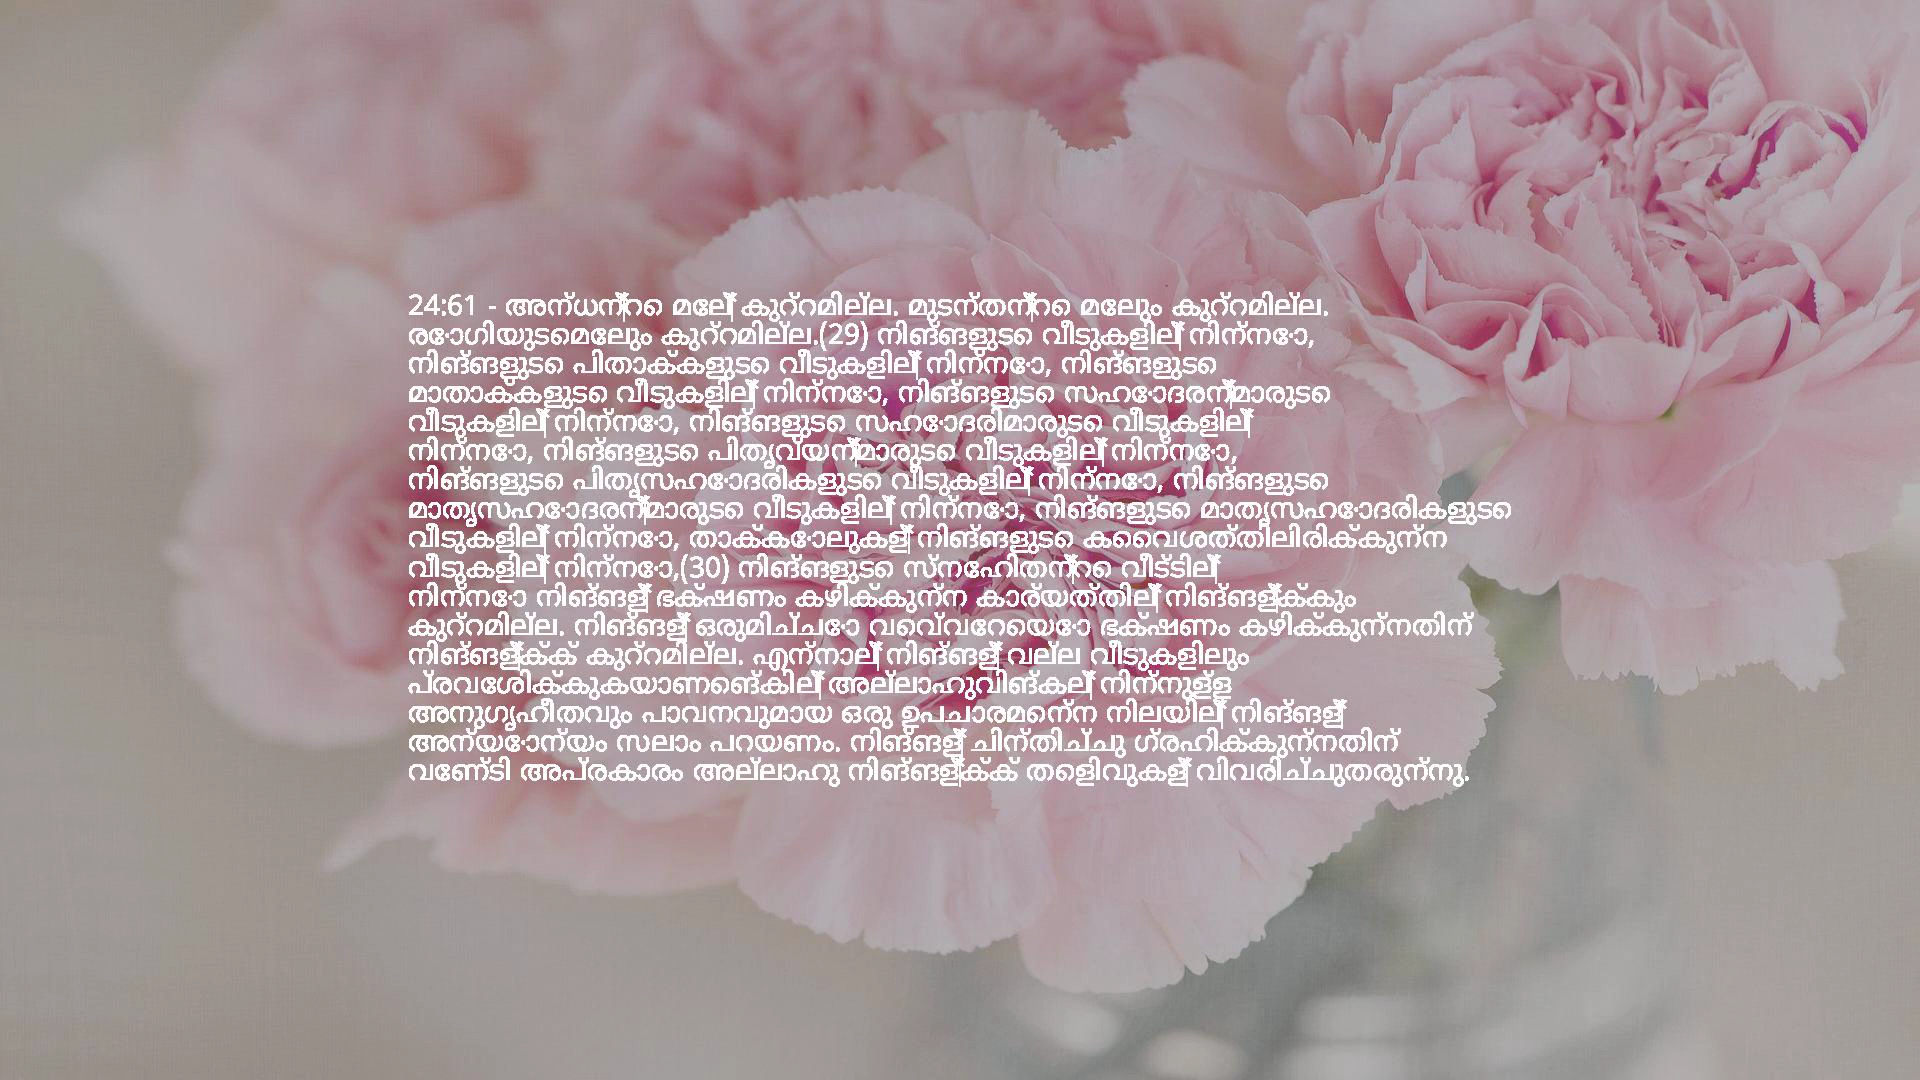 24:61 - അന്ധന്‍റെ മേല്‍ കുറ്റമില്ല. മുടന്തന്‍റെ മേലും കുറ്റമില്ല.
രോഗിയുടെമേലും കുറ്റമില്ല.(29) നിങ്ങളുടെ വീടുകളില്‍ നിന്നോ,
നിങ്ങളുടെ പിതാക്കളുടെ വീടുകളില്‍ നിന്നോ, നിങ്ങളുടെ
മാതാക്കളുടെ വീടുകളില്‍ നിന്നോ, നിങ്ങളുടെ സഹോദരന്‍മാരുടെ
വീടുകളില്‍ നിന്നോ, നിങ്ങളുടെ സഹോദരിമാരുടെ വീടുകളില്‍
നിന്നോ, നിങ്ങളുടെ പിതൃവ്യന്‍മാരുടെ വീടുകളില്‍ നിന്നോ,
നിങ്ങളുടെ പിതൃസഹോദരികളുടെ വീടുകളില്‍ നിന്നോ, നിങ്ങളുടെ
മാതൃസഹോദരന്‍മാരുടെ വീടുകളില്‍ നിന്നോ, നിങ്ങളുടെ മാതൃസഹോദരികളുടെ
വീടുകളില്‍ നിന്നോ, താക്കോലുകള്‍ നിങ്ങളുടെ കൈവശത്തിലിരിക്കുന്ന
വീടുകളില്‍ നിന്നോ,(30) നിങ്ങളുടെ സ്നേഹിതന്‍റെ വീട്ടില്‍
നിന്നോ നിങ്ങള്‍ ഭക്ഷണം കഴിക്കുന്ന കാര്യത്തില്‍ നിങ്ങള്‍ക്കും
കുറ്റമില്ല. നിങ്ങള്‍ ഒരുമിച്ചോ വെവ്വേറെയോ ഭക്ഷണം കഴിക്കുന്നതിന്
നിങ്ങള്‍ക്ക് കുറ്റമില്ല. എന്നാല്‍ നിങ്ങള്‍ വല്ല വീടുകളിലും
പ്രവേശിക്കുകയാണെങ്കില്‍ അല്ലാഹുവിങ്കല്‍ നിന്നുള്ള
അനുഗൃഹീതവും പാവനവുമായ ഒരു ഉപചാരമെന്ന നിലയില്‍ നിങ്ങള്‍
അന്യോന്യം സലാം പറയണം. നിങ്ങള്‍ ചിന്തിച്ചു ഗ്രഹിക്കുന്നതിന്
വേണ്ടി അപ്രകാരം അല്ലാഹു നിങ്ങള്‍ക്ക് തെളിവുകള്‍ വിവരിച്ചുതരുന്നു.